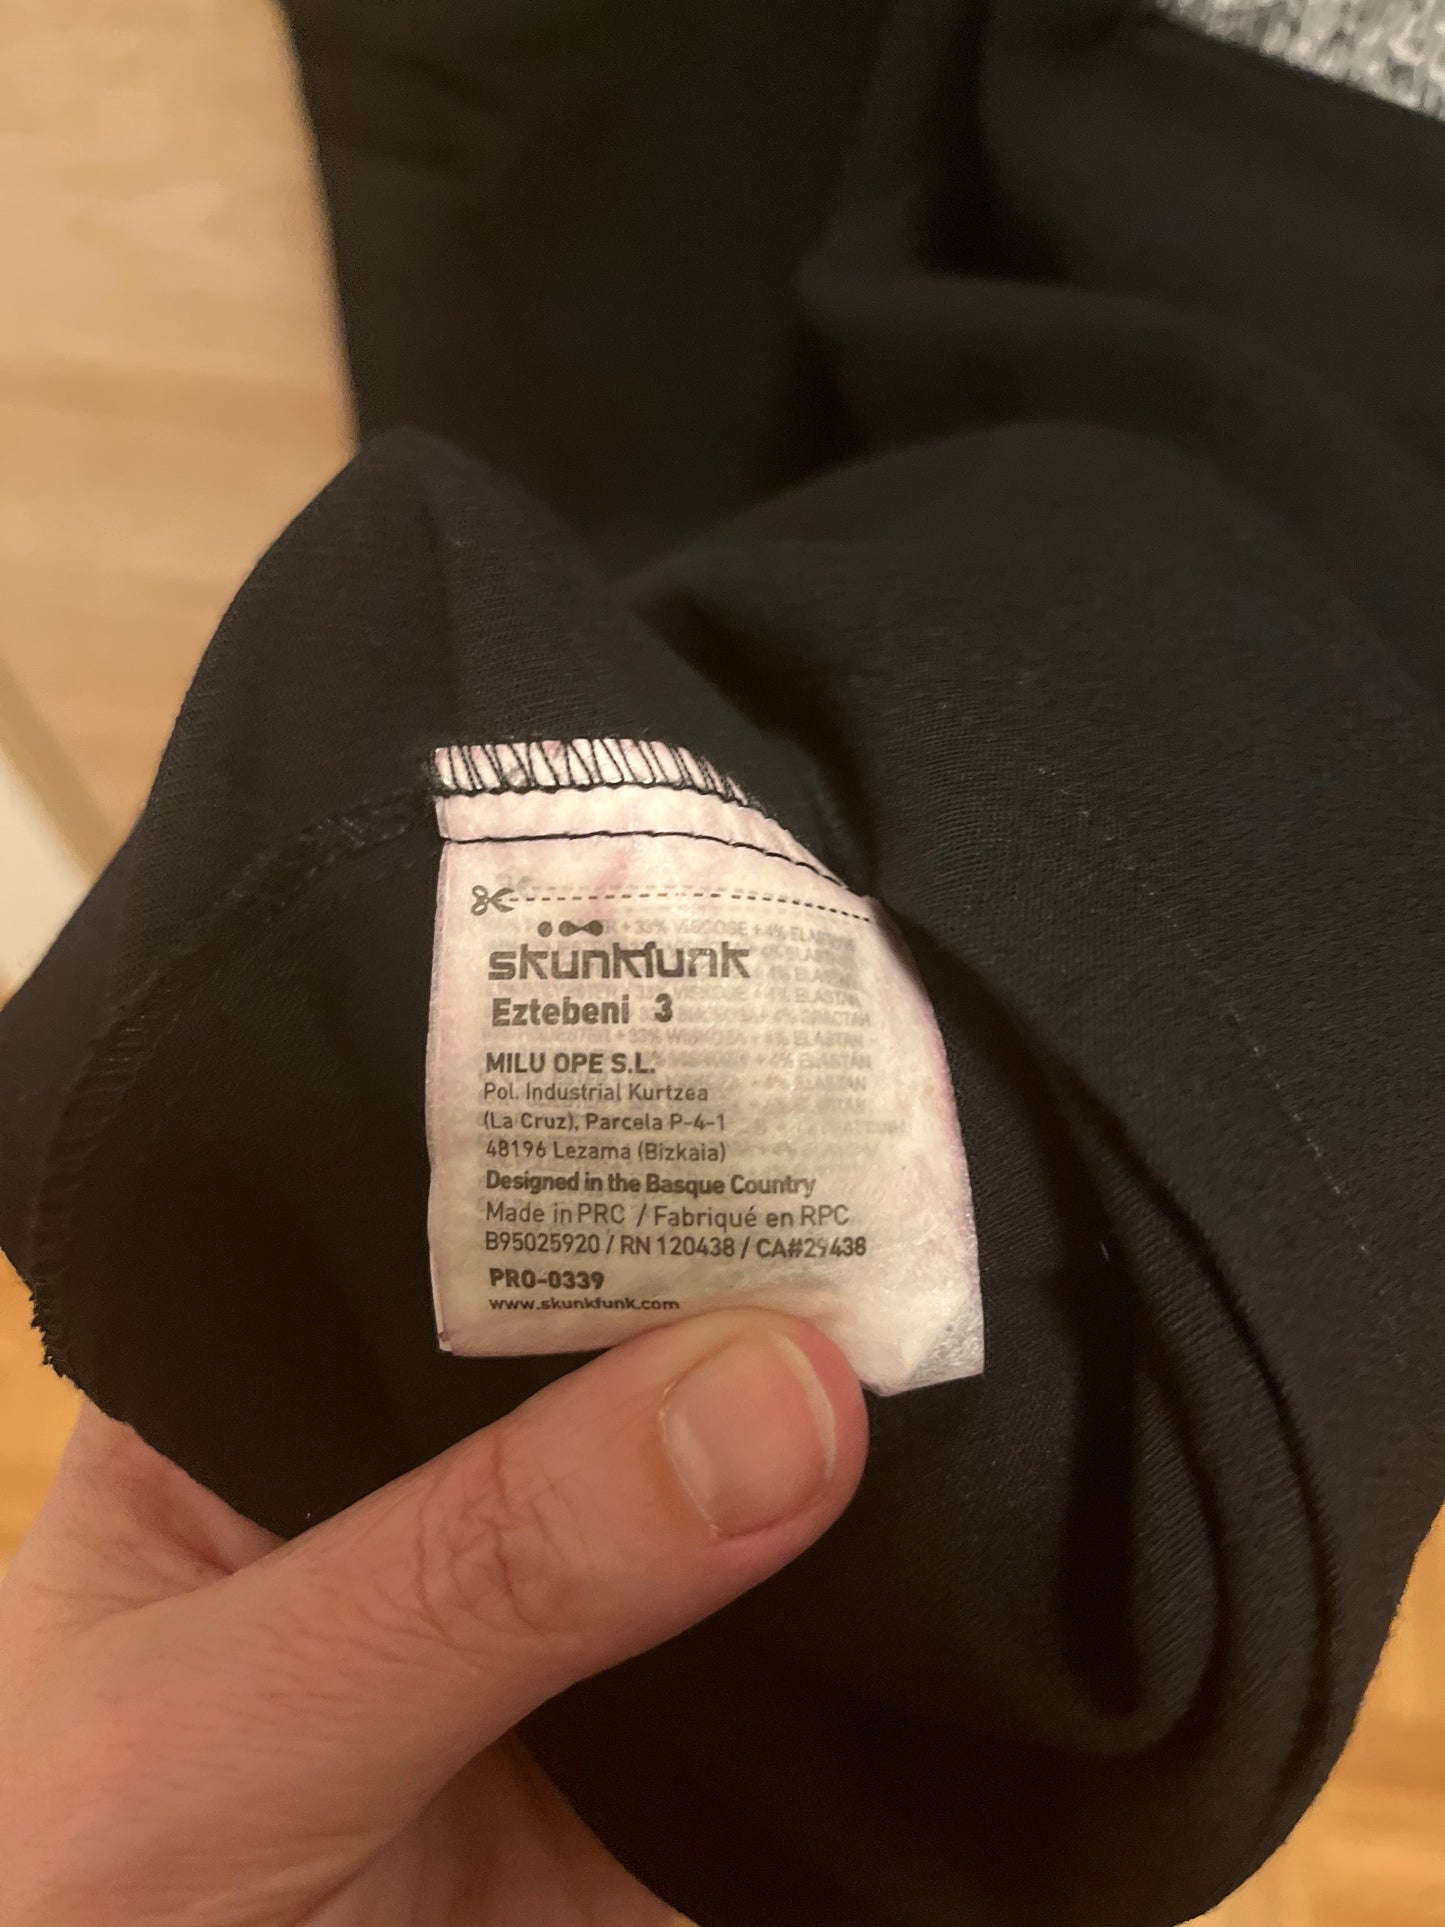 skunkfunk
Eztebeni 3
MILU OPE S.L.
Pol. Industrial Kurtzea
(La Cruz), Parcela P-4-1
48196 Lezama (Bizkaia)
Designed in the Basque Country
Made in PRC / Fabriqué en RPC
B95025920 / RN 120438 / CA#29438
PRO-0339
www.skunkfunk.com